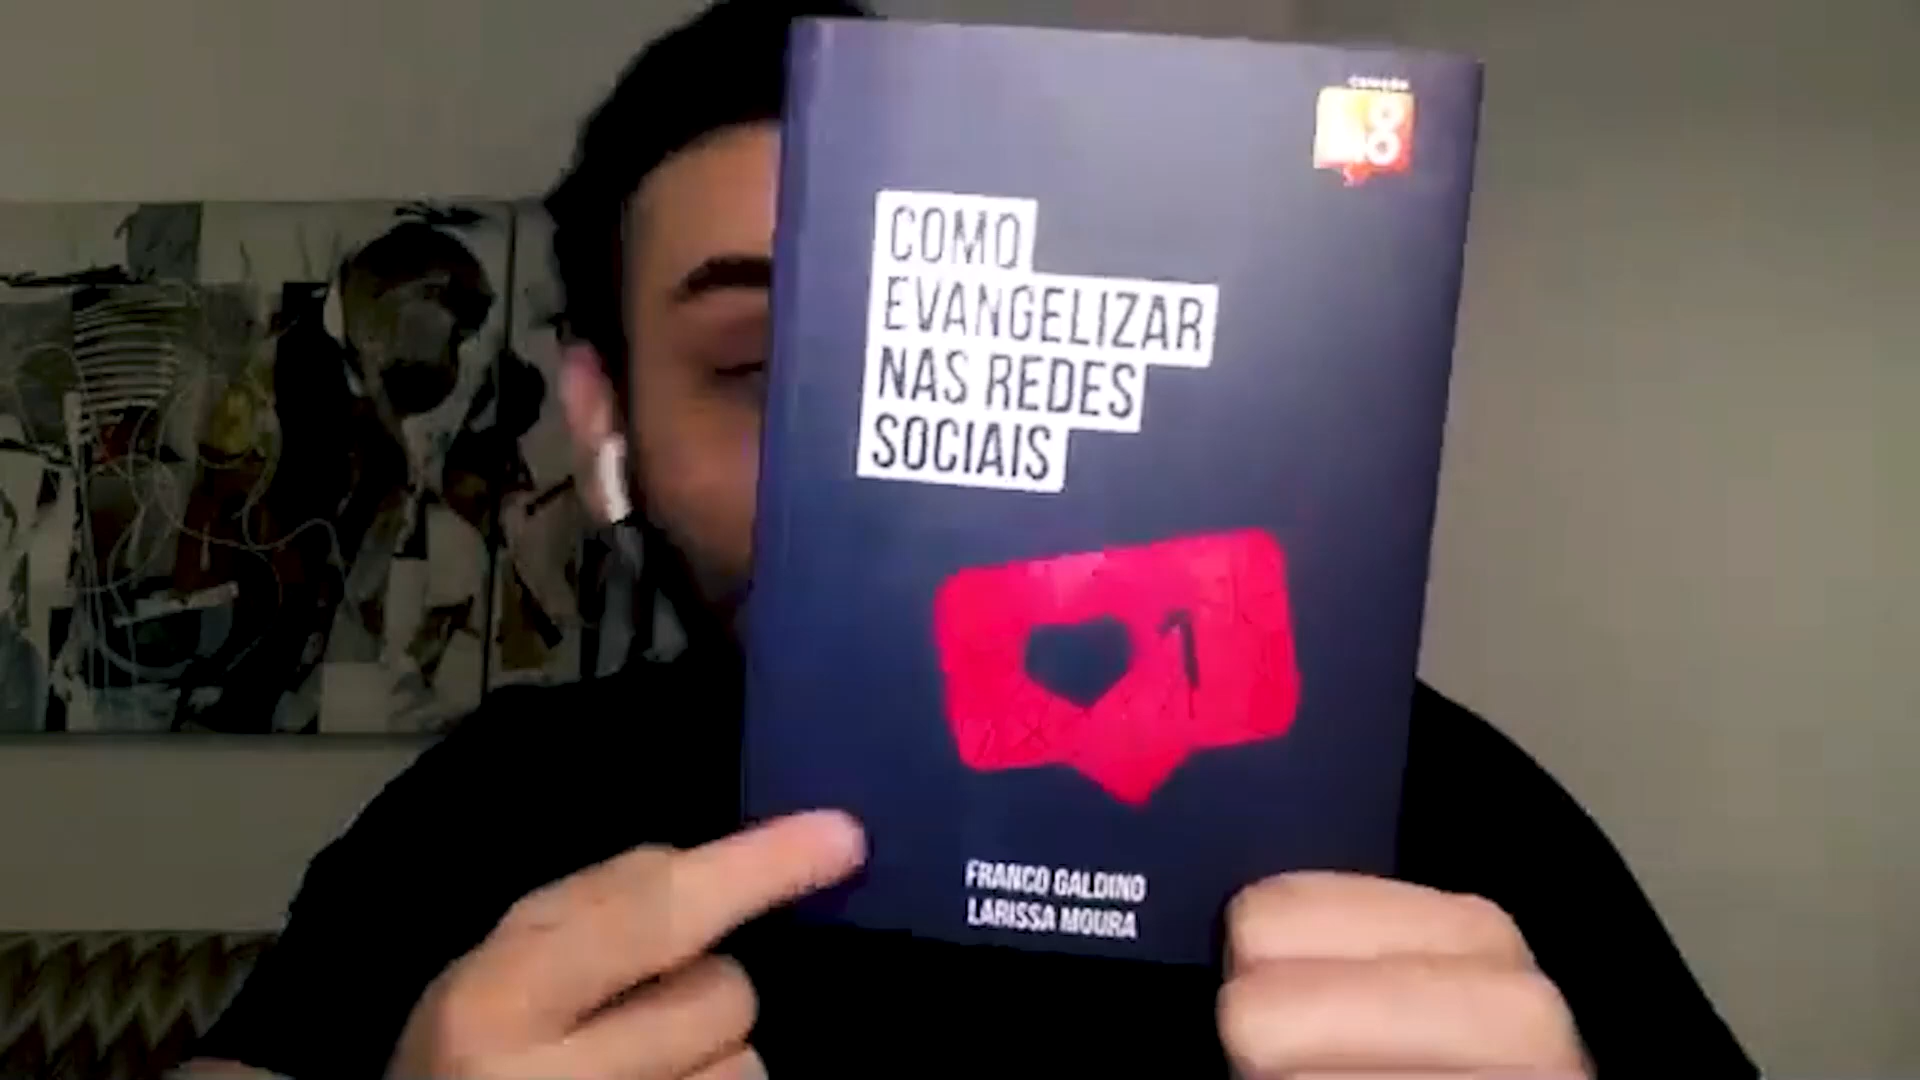 COMO
EVANGELIZAR
NAS REDES
SOCIAIS
1
FRANCO GALDINO
LARISSA MOURA